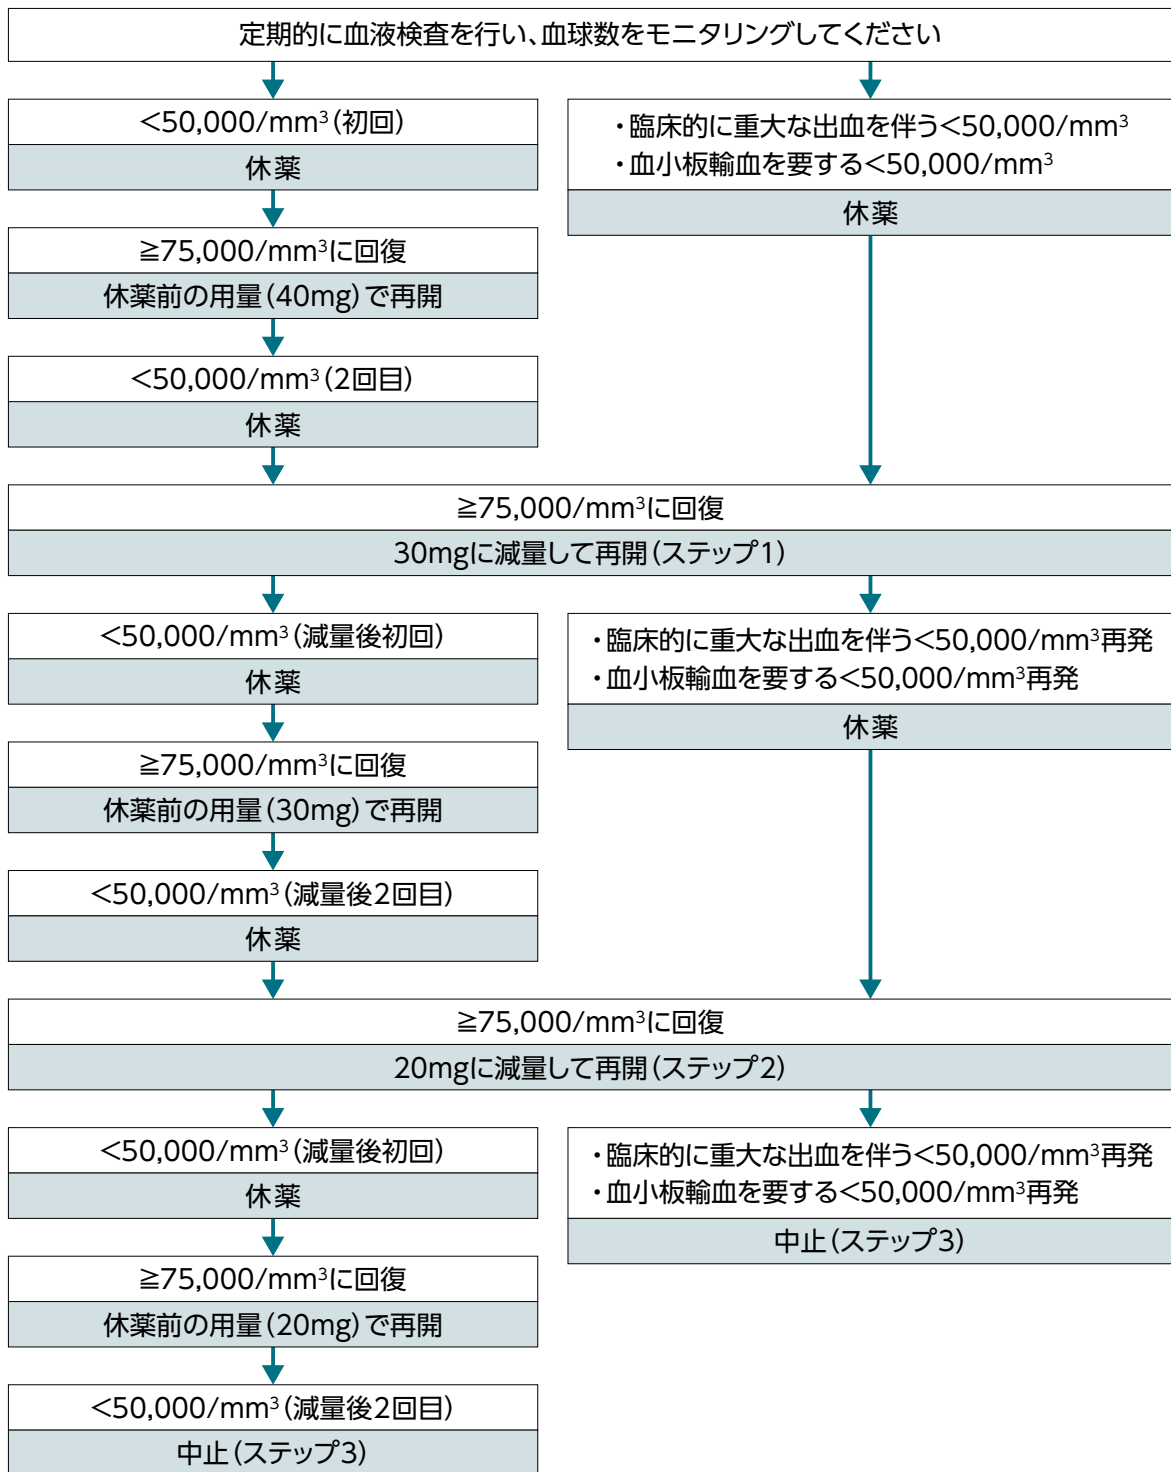 定期的に血液検査を行い、血球数をモニタリングしてください
<50,000/mm³(初回)
休薬
≧75,000/mm³に回復
休薬前の用量(40mg)で再開
<50,000/mm³(2回目)
休薬
・臨床的に重大な出血を伴う<50,000/mm³
・血小板輸血を要する<50,000/mm³
休薬
≧75,000/mm³に回復
30mgに減量して再開(ステップ1)
<50,000/mm³(減量後初回)
休薬
≧75,000/mm³に回復
休薬前の用量(30mg)で再開
<50,000/mm³(減量後2回目)
休薬
・臨床的に重大な出血を伴う<50,000/mm³再発
・血小板輸血を要する<50,000/mm³再発
休薬
≧75,000/mm³に回復
20mgに減量して再開(ステップ2)
<50,000/mm³(減量後初回)
休薬
≧75,000/mm³に回復
休薬前の用量(20mg)で再開
<50,000/mm³(減量後2回目)
中止(ステップ3)
・臨床的に重大な出血を伴う<50,000/mm³再発
・血小板輸血を要する<50,000/mm³再発
中止(ステップ3)